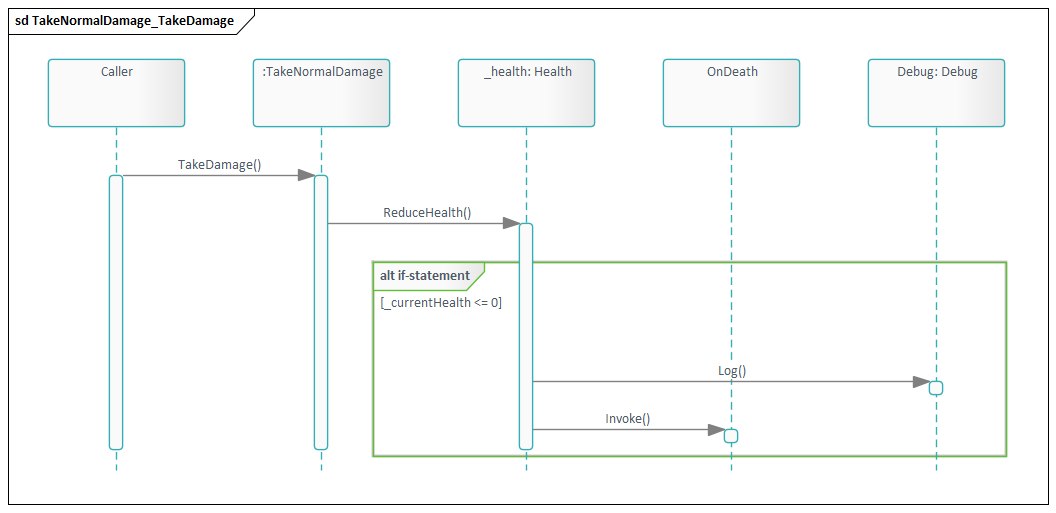 sd TakeNormalDamage_TakeDamage
Caller
:TakeNormalDamage
_health: Health
OnDeath
Debug: Debug
TakeDamage()
ReduceHealth()
alt if-statement
[_currentHealth <= 0]
Log()
Invoke()